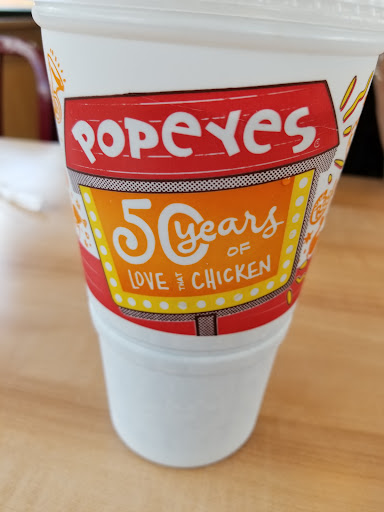 POPEYES
50 years
OF
LOVE THAT CHICKEN